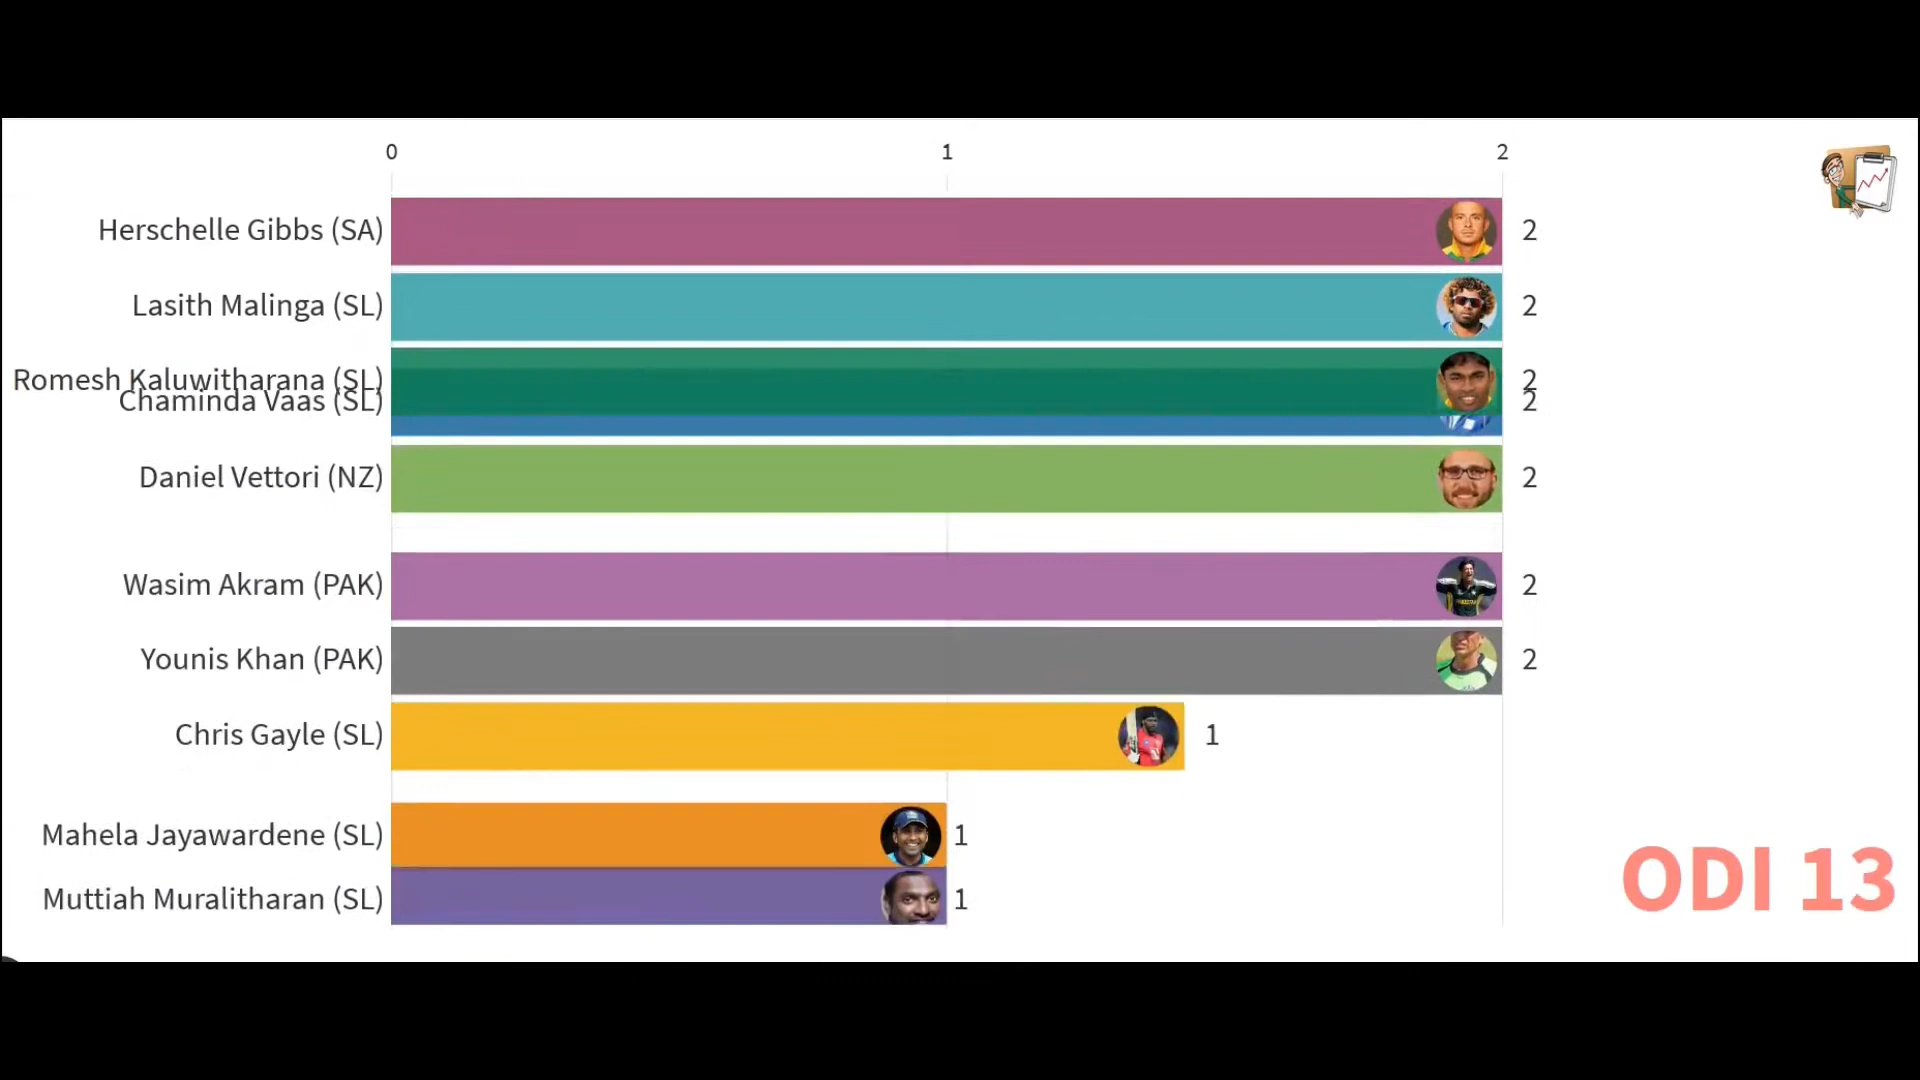 0 1 2
Herschelle Gibbs (SA) 2
Lasith Malinga (SL) 2
Romesh Kaluwitharana (SL) 2
Chaminda Vaas (SL) 2
Daniel Vettori (NZ) 2
Wasim Akram (PAK) 2
Younis Khan (PAK) 2
Chris Gayle (SL) 1
Mahela Jayawardene (SL) 1
Muttiah Muralitharan (SL) 1
ODI 13